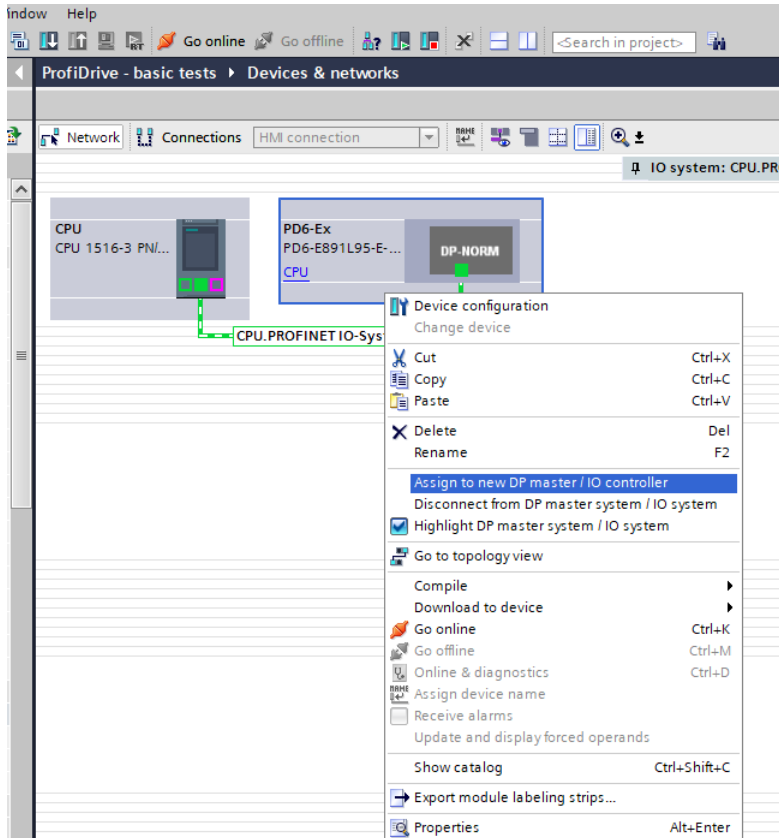 indow Help
Go online Go offline <Search in project>
ProfiDrive - basic tests Devices & networks
Network Connections HMI connection
IO system: CPU.PR
CPU
CPU 1516-3 PN/...
PD6-Ex
PD6-E891L95-E-...
CPU
DP-NORM
CPU.PROFINET IO-Sys
Device configuration
Change device
Cut Ctrl+X
Copy Ctrl+C
Paste Ctrl+V
Delete Del
Rename F2
Assign to new DP master / IO controller
Disconnect from DP master system / IO system
Highlight DP master system / IO system
Go to topology view
Compile
Download to device
Go online Ctrl+K
Go offline Ctrl+M
Online & diagnostics Ctrl+D
Assign device name
Receive alarms
Update and display forced operands
Show catalog Ctrl+Shift+C
Export module labeling strips...
Properties Alt+Enter